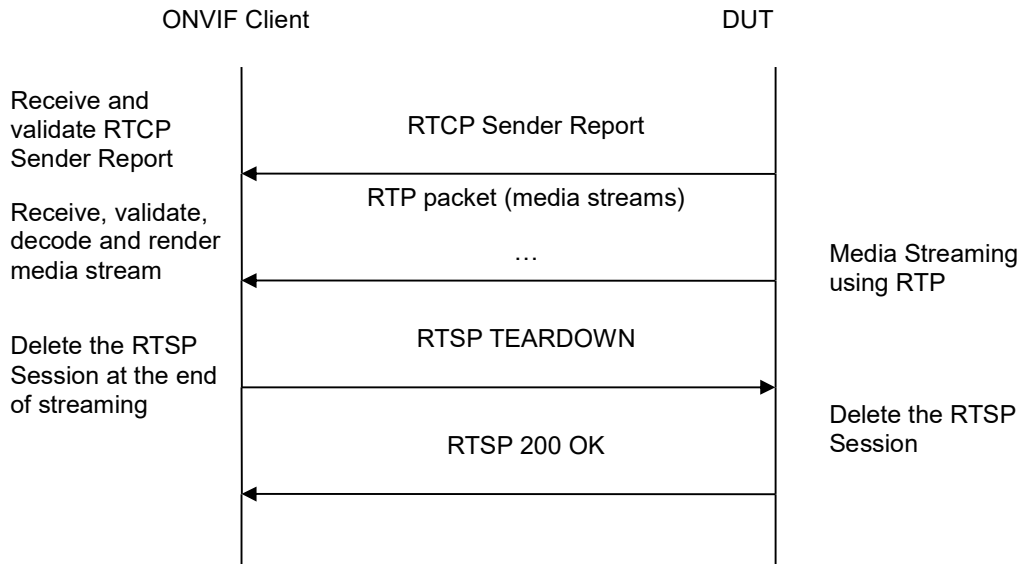 ONVIF Client
DUT
Receive and
validate RTCP
Sender Report
RTCP Sender Report
RTP packet (media streams)
Receive, validate,
decode and render
media stream
…
Media Streaming
using RTP
RTSP TEARDOWN
Delete the RTSP
Session at the end
of streaming
Delete the RTSP
Session
RTSP 200 OK